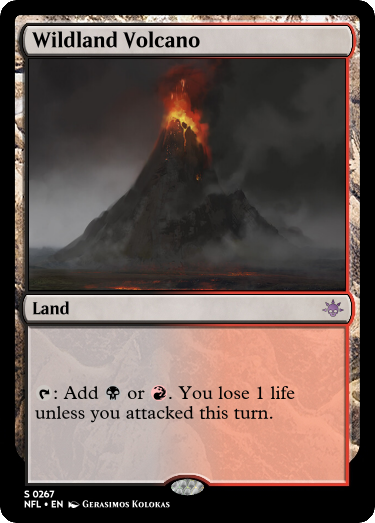 Wildland Volcano
Land
: Add or . You lose 1 life
unless you attacked this turn.
S 0267
NFL • EN Gerasimos Kolokas